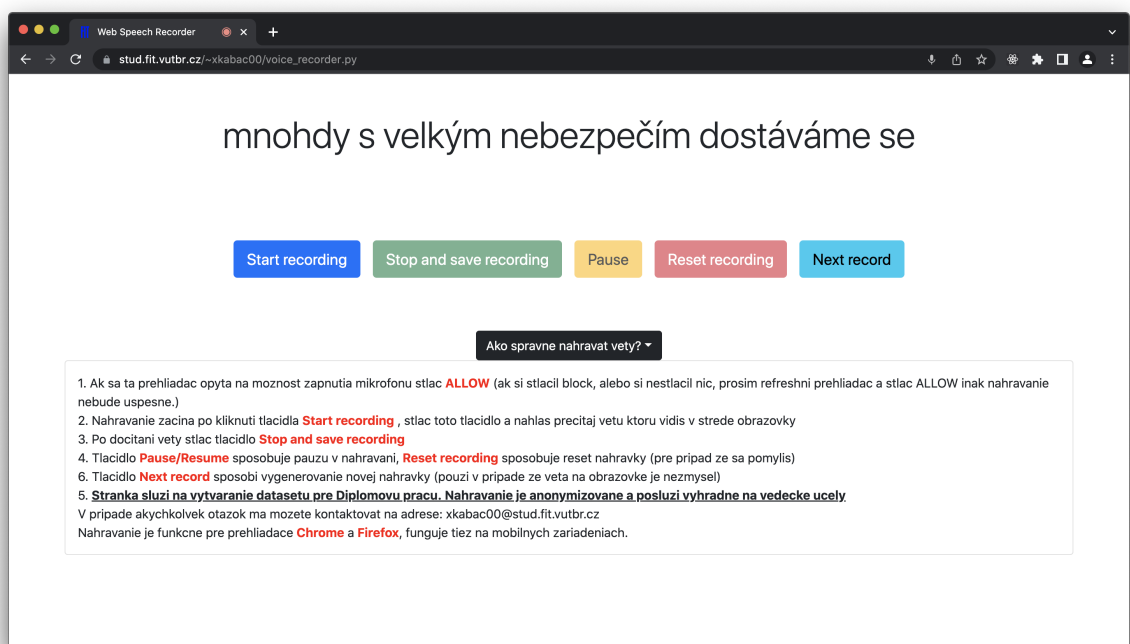 Web Speech Recorder
stud.fit.vutbr.cz/~xkabac00/voice_recorder.py
mnohdy s velkým nebezpečím dostáváme se
Start recording Stop and save recording Pause Reset recording Next record
Ako spravne nahravat vety?
1. Ak sa ta prehliadac opyta na moznost zapnutia mikrofonu stlac ALLOW (ak si stlacil block, alebo si nestlacil nic, prosim refreshni prehliadac a stlac ALLOW inak nahravanie
nebude uspesne.)
2. Nahravanie zacina po kliknuti tlacidla Start recording , stlac toto tlacidlo a nahlas precitaj vetu ktoru vidis v strede obrazovky
3. Po docitani vety stlac tlacidlo Stop and save recording
4. Tlacidlo Pause/Resume sposobuje pauzu v nahravani, Reset recording sposobuje reset nahravky (pre pripad ze sa pomylis)
6. Tlacidlo Next record sposobi vygenerovanie novej nahravky (pouzi v pripade ze veta na obrazovke je nezmysel)
5. Stranka sluzi na vytvaranie datasetu pre Diplomovu pracu. Nahravanie je anonymizovane a posluzi vyhradne na vedecke ucely
V pripade akychkolvek otazok ma mozete kontaktovat na adrese: xkabac00@stud.fit.vutbr.cz
Nahravanie je funkcne pre prehliadace Chrome a Firefox, funguje tiez na mobilnych zariadeniach.